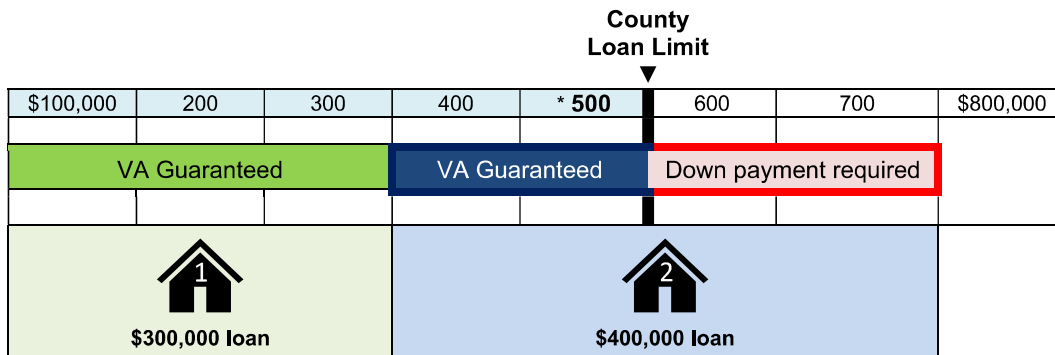 County
Loan Limit
$100,000 200 300 400 * 500 600 700 $800,000
VA Guaranteed VA Guaranteed Down payment required
1 2
$300,000 loan $400,000 loan